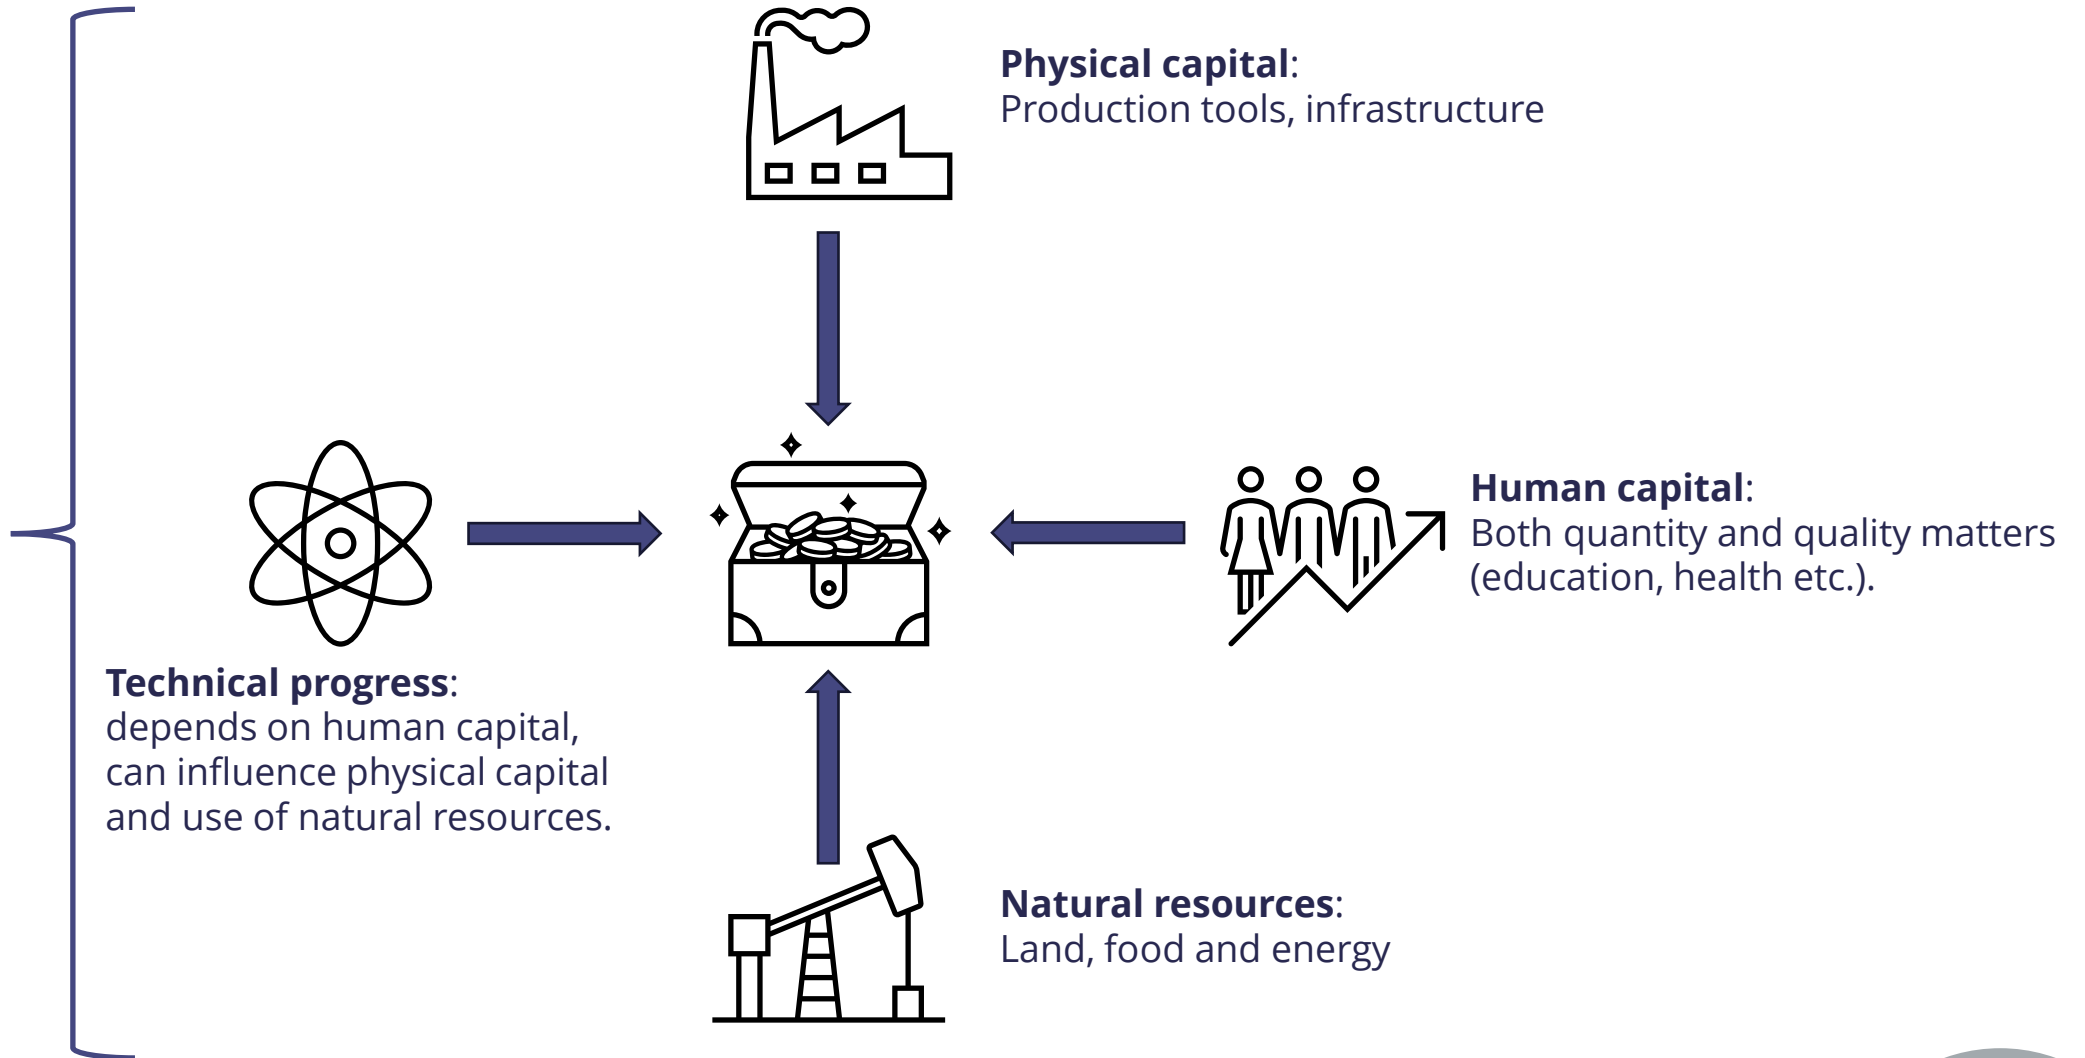 Physical capital:
Production tools, infrastructure
Human capital:
Both quantity and quality matters
(education, health etc.).
Technical progress:
depends on human capital,
can influence physical capital
and use of natural resources.
Natural resources:
Land, food and energy